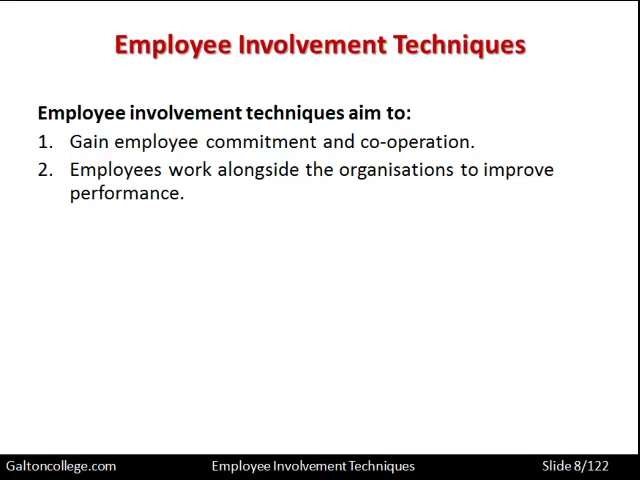 Employee Involvement Techniques
Employee involvement techniques aim to:
1. Gain employee commitment and co-operation.
2. Employees work alongside the organisations to improve
performance.
Galtoncollege.com Employee Involvement Techniques Slide 8/122